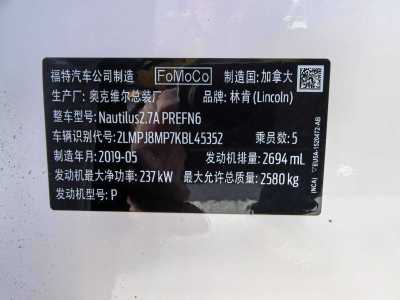 福特汽车公司制造 FoMoCo 制造国：加拿大
生产厂：奥克维尔总装厂 品牌：林肯(Lincoln)
整车型号：Nautilus2.7A PREFN6
车辆识别代号：2LMPJ8MP7KBL45352 乘员数：5
制造年月：2019-05 发动机排量：2694 mL
发动机最大净功率：237 kW 最大允许总质量：2580 kg
发动机型号：P
(NCA) EU5A-1520472-AB